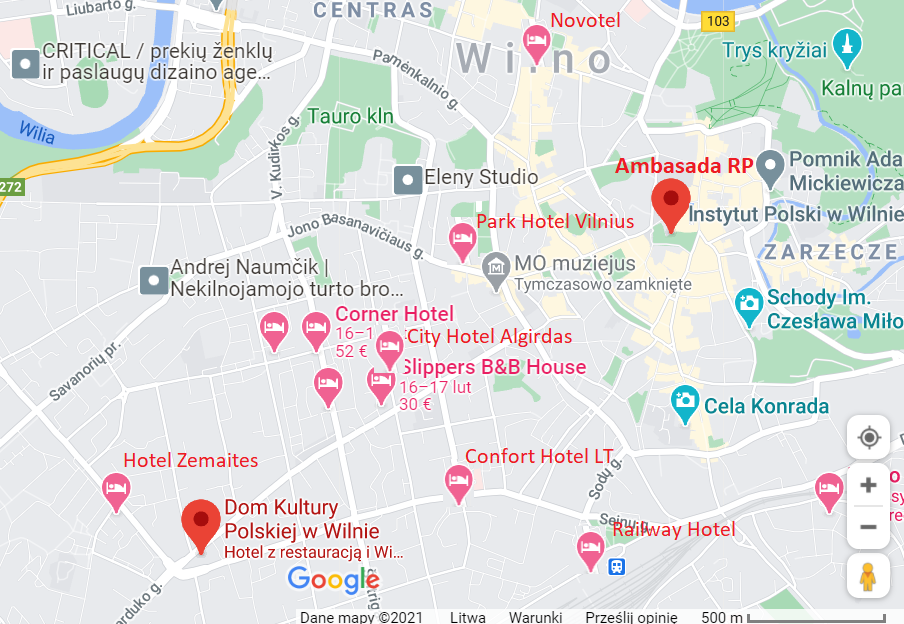 Liubarto g.
CENTRAS
Novotel
103
CRITICAL / prekių ženklų
ir paslaugų dizaino age...
Pamėnkalnio g.
Wilno
Trys kryžiai
Kalnų par
Wilia
Tauro kln
V. Kudirkos g.
272
Eleny Studio
Ambasada RP
Pomnik Ada
Mickiewicza
Instytut Polski w Wilnie
Park Hotel Vilnius
Jono Basanavičiaus g.
ZARZECZE
MO muziejus
Tymczasowo zamknięte
Andrej Naumčik |
Nekilnojamojo turto bro...
Schody Im.
Czesława Miło
Corner Hotel
16–1
52 €
City Hotel Algirdas
Savanorių pr.
Slippers B&B House
16–17 lut
30 €
Cela Konrada
Hotel Zemaites
Confort Hotel LT
Sodų g.
Dom Kultury
Polskiej w Wilnie
Hotel z restauracją i Wi...
Seinų g.
Railway Hotel
Google
arduko g.
Dane mapy ©2021
Litwa
Warunki
Prześlij opinię
500 m